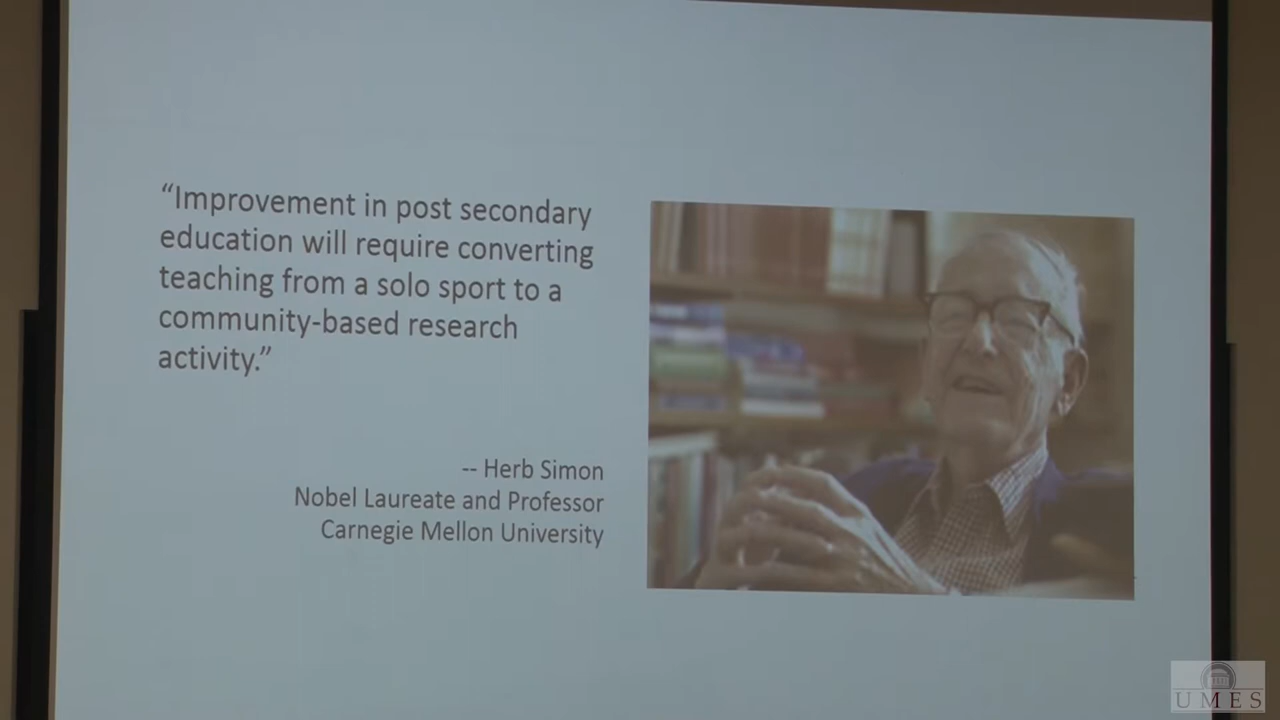 “Improvement in post secondary
education will require converting
teaching from a solo sport to a
community-based research
activity.”
-- Herb Simon
Nobel Laureate and Professor
Carnegie Mellon University
UMES